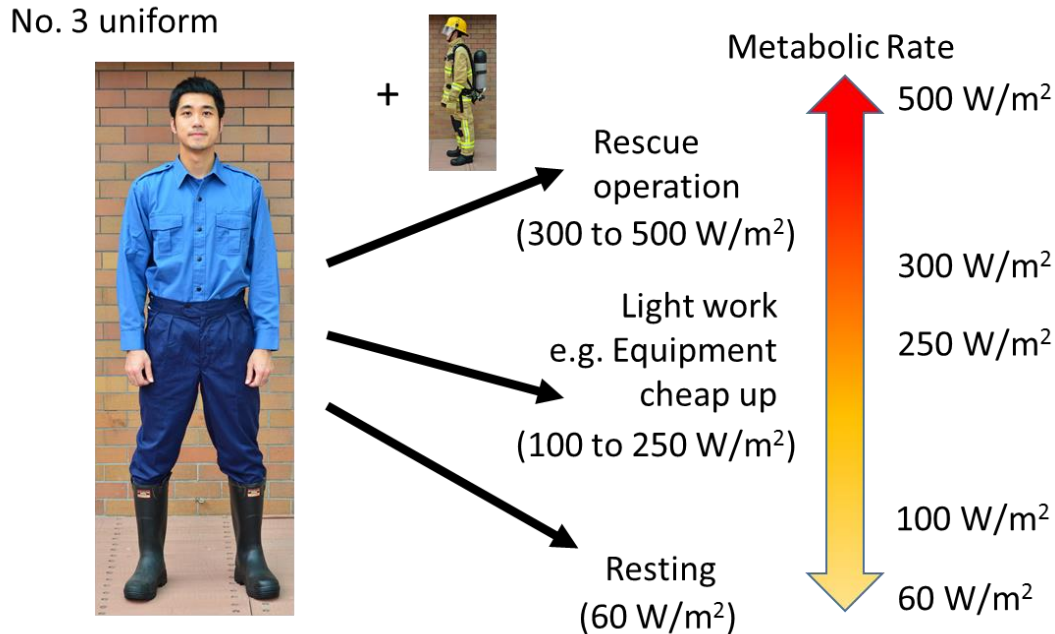 No. 3 uniform
+
Metabolic Rate
500 W/m²
Rescue
operation
(300 to 500 W/m²)
300 W/m²
Light work
e.g. Equipment
cheap up
(100 to 250 W/m²)
250 W/m²
100 W/m²
Resting
(60 W/m²)
60 W/m²